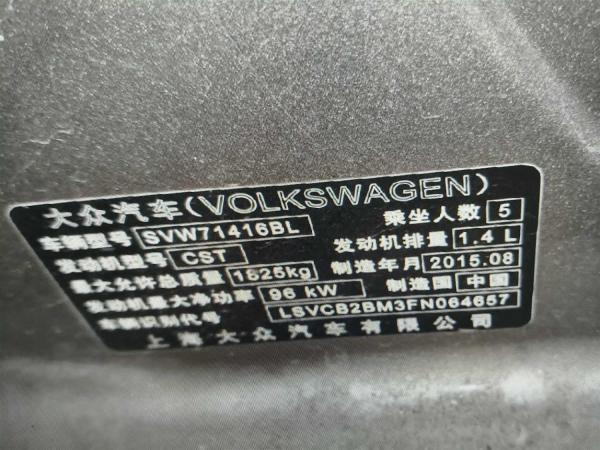 大众汽车(VOLKSWAGEN)
车辆型号 SVW71416BL 乘坐人数 5
发动机型号 CST 发动机排量 1.4 L
最大允许总质量 1825kg 制造年月 2015.08
发动机最大净功率 96 kW 制造国 中国
车辆识别代号 LSVCB2BM3FN064657
上海大众汽车有限公司